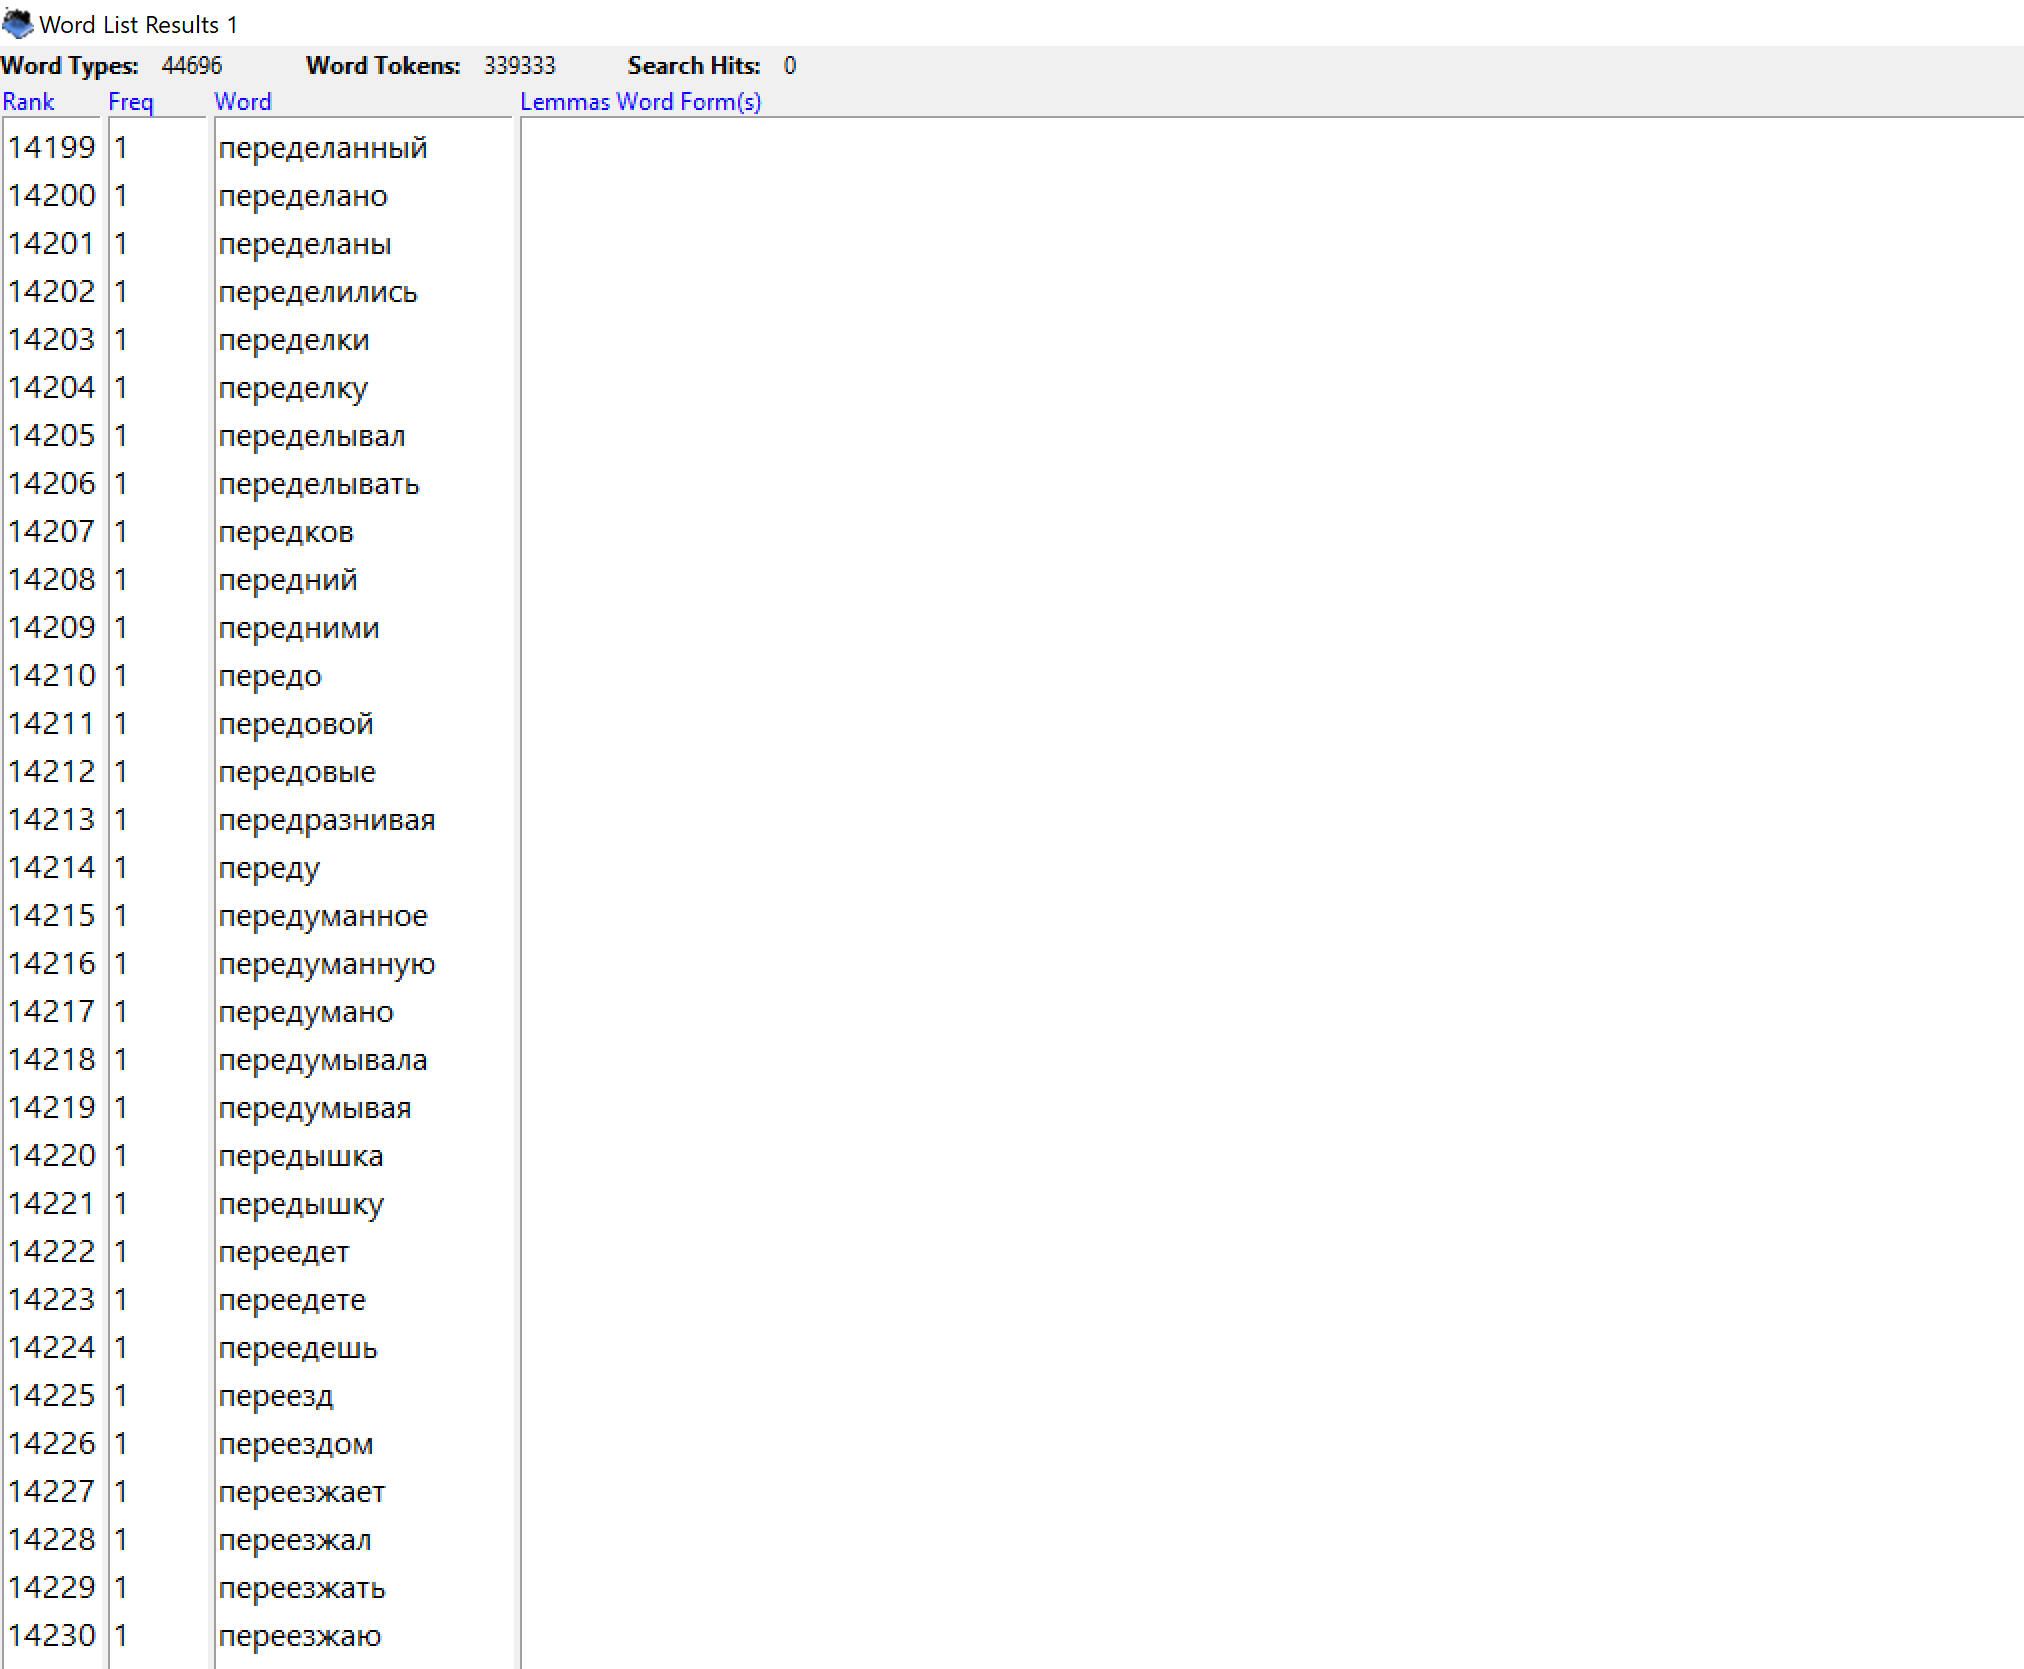 Word List Results 1
Word Types: 44696 Word Tokens: 339333 Search Hits: 0
Rank Freq Word Lemmas Word Form(s)
14199 1 переделанный
14200 1 переделано
14201 1 переделаны
14202 1 переделились
14203 1 переделки
14204 1 переделку
14205 1 переделывал
14206 1 переделывать
14207 1 передков
14208 1 передний
14209 1 передними
14210 1 передо
14211 1 передовой
14212 1 передовые
14213 1 передразнивая
14214 1 переду
14215 1 передуманное
14216 1 передуманную
14217 1 передумано
14218 1 передумывала
14219 1 передумывая
14220 1 передышка
14221 1 передышку
14222 1 переедет
14223 1 переедете
14224 1 переедешь
14225 1 переезд
14226 1 переездом
14227 1 переезжает
14228 1 переезжал
14229 1 переезжать
14230 1 переезжаю